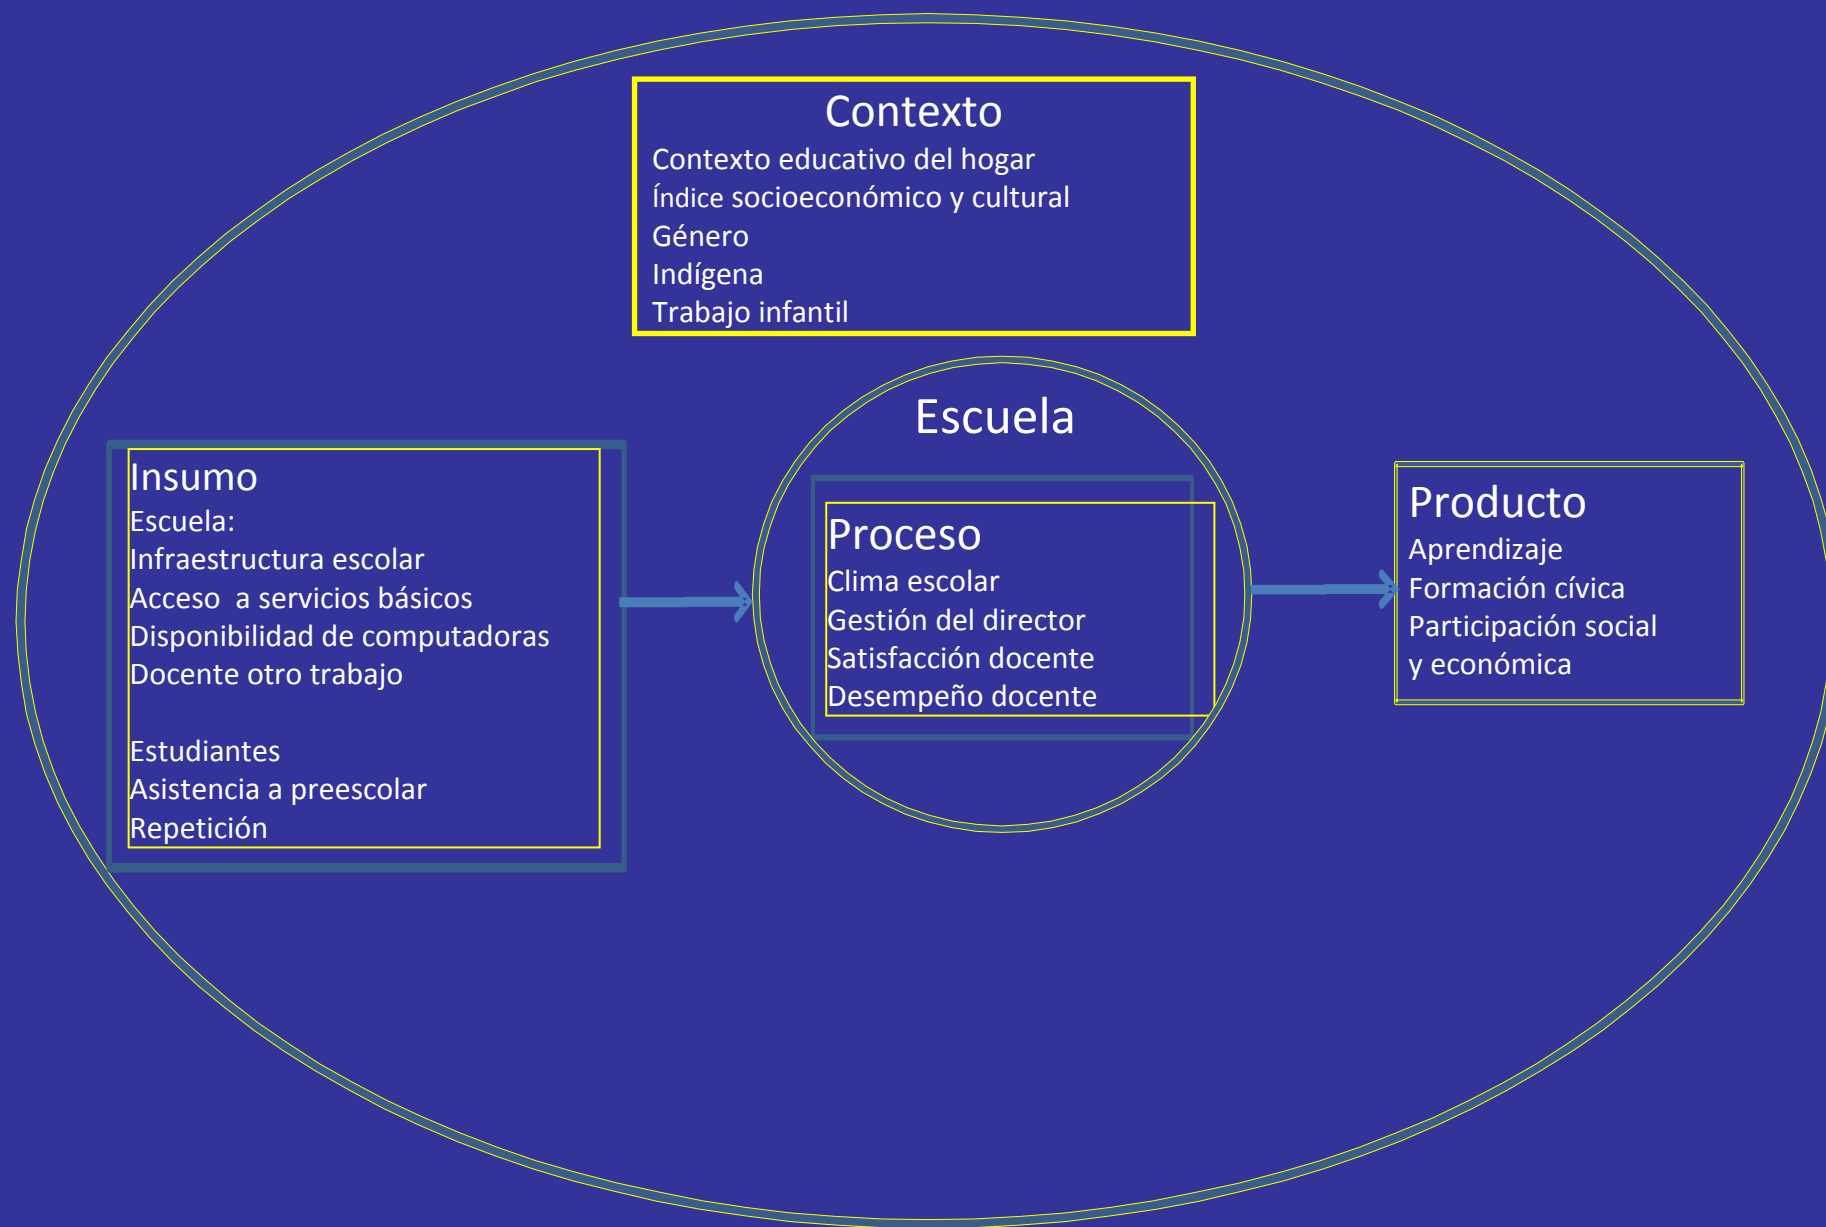 Contexto
Contexto educativo del hogar
Índice socioeconómico y cultural
Género
Indígena
Trabajo infantil
Insumo
Escuela:
Infraestructura escolar
Acceso  a servicios básicos
Disponibilidad de computadoras
Docente otro trabajo
Estudiantes
Asistencia a preescolar
Repetición
Escuela
Proceso
Clima escolar
Gestión del director
Satisfacción docente
Desempeño docente
Producto
Aprendizaje
Formación cívica
Participación social
y económica